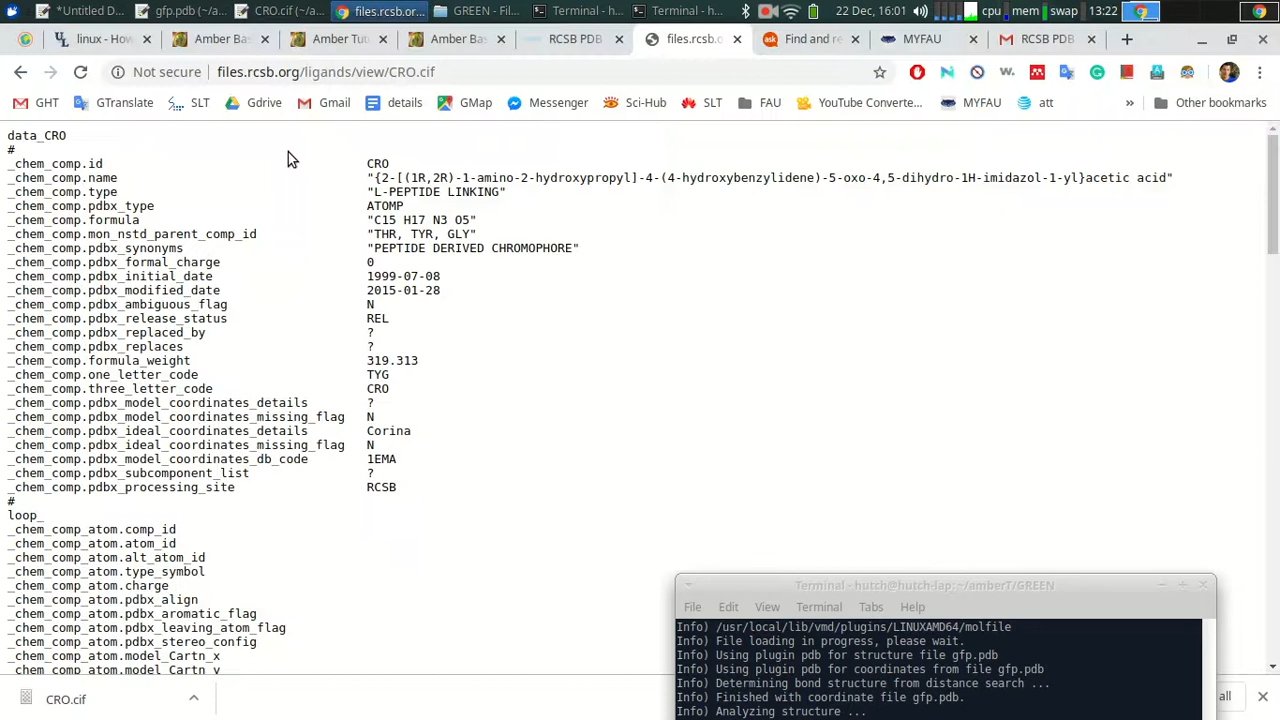 *Untitled D...
gfp.pdb (~/a...
CRO.cif (~/a...
files.rcsb.or...
GREEN - Fil...
Terminal - h...
Terminal - h...
22 Dec, 16:01
cpu
mem
swap
13:22
linux - How
Amber Bas
Amber Tut
Amber Bas
RCSB PDB
files.rcsb.o
Find and re
MYFAU
RCSB PDB
Not secure
files.rcsb.org/ligands/view/CRO.cif
GHT
GTranslate
SLT
Gdrive
Gmail
details
GMap
Messenger
Sci-Hub
SLT
FAU
YouTube Converte...
MYFAU
att
»
Other bookmarks
data_CRO
#
_chem_comp.id CRO
_chem_comp.name "{2-[(1R,2R)-1-amino-2-hydroxypropyl]-4-(4-hydroxybenzylidene)-5-oxo-4,5-dihydro-1H-imidazol-1-yl}acetic acid"
_chem_comp.type "L-PEPTIDE LINKING"
_chem_comp.pdbx_type ATOMP
_chem_comp.formula "C15 H17 N3 O5"
_chem_comp.mon_nstd_parent_comp_id "THR, TYR, GLY"
_chem_comp.pdbx_synonyms "PEPTIDE DERIVED CHROMOPHORE"
_chem_comp.pdbx_formal_charge 0
_chem_comp.pdbx_initial_date 1999-07-08
_chem_comp.pdbx_modified_date 2015-01-28
_chem_comp.pdbx_ambiguous_flag N
_chem_comp.pdbx_release_status REL
_chem_comp.pdbx_replaced_by ?
_chem_comp.pdbx_replaces ?
_chem_comp.formula_weight 319.313
_chem_comp.one_letter_code TYG
_chem_comp.three_letter_code CRO
_chem_comp.pdbx_model_coordinates_details ?
_chem_comp.pdbx_model_coordinates_missing_flag N
_chem_comp.pdbx_ideal_coordinates_details Corina
_chem_comp.pdbx_ideal_coordinates_missing_flag N
_chem_comp.pdbx_model_coordinates_db_code 1EMA
_chem_comp.pdbx_subcomponent_list ?
_chem_comp.pdbx_processing_site RCSB
#
loop_
_chem_comp_atom.comp_id
_chem_comp_atom.atom_id
_chem_comp_atom.alt_atom_id
_chem_comp_atom.type_symbol
_chem_comp_atom.charge
_chem_comp_atom.pdbx_align
_chem_comp_atom.pdbx_aromatic_flag
_chem_comp_atom.pdbx_leaving_atom_flag
_chem_comp_atom.pdbx_stereo_config
_chem_comp_atom.model_Cartn_x
_chem_comp_atom.model_Cartn_y
Terminal - hutch@hutch-lap:~/amberT/GREEN
File Edit View Terminal Tabs Help
Info) /usr/local/lib/vmd/plugins/LINUXAMD64/molfile
Info) File loading in progress, please wait.
Info) Using plugin pdb for structure file gfp.pdb
Info) Using plugin pdb for coordinates from file gfp.pdb
Info) Determining bond structure from distance search ...
Info) Finished with coordinate file gfp.pdb.
Info) Analyzing structure ...
CRO.cif
all